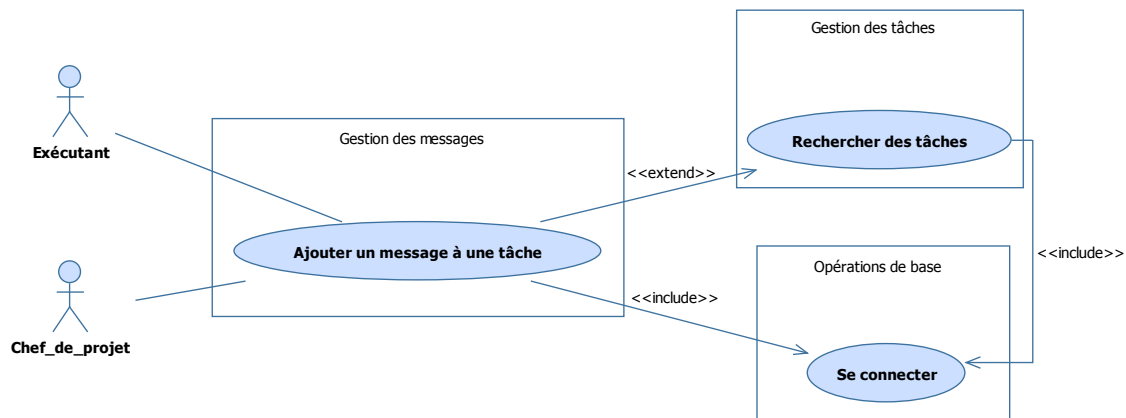 Gestion des tâches
Exécutant
Gestion des messages
Rechercher des tâches
<<extend>>
Ajouter un message à une tâche
<<include>>
Opérations de base
<<include>>
Chef_de_projet
Se connecter